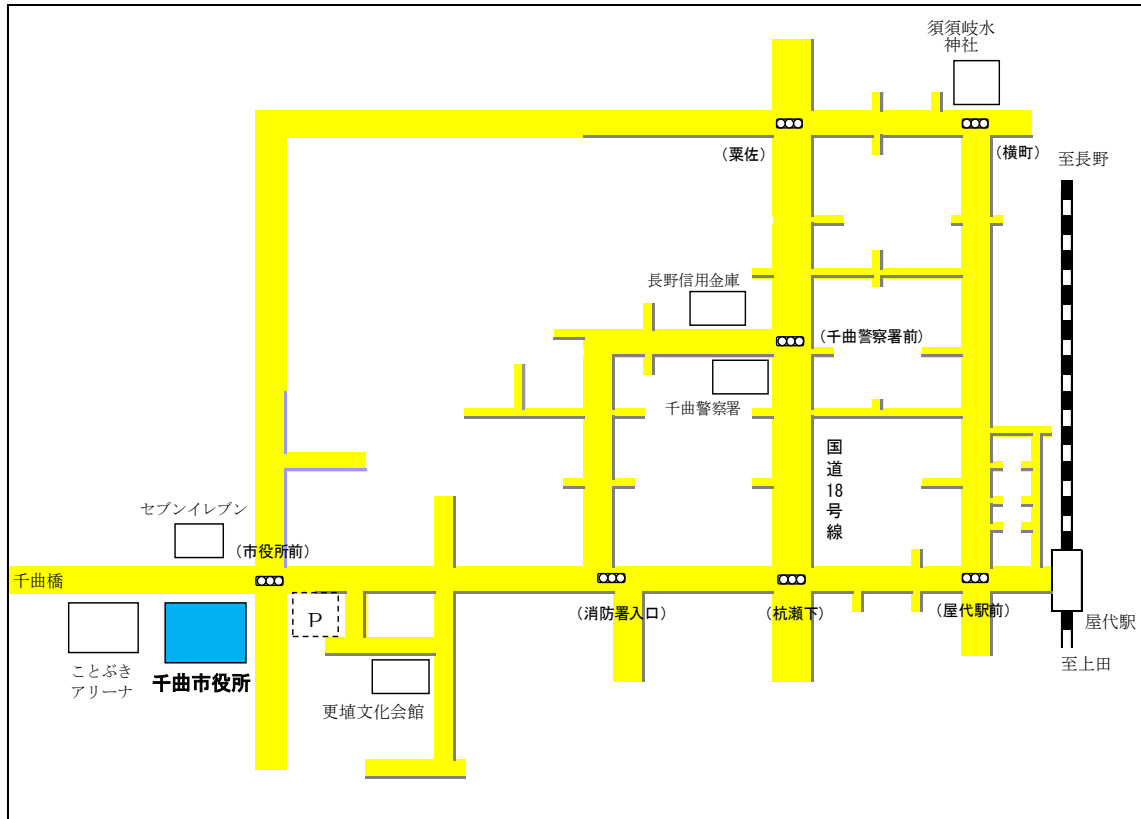 須須岐水
神社
（粟佐）
（横町）
至長野
長野信用金庫
（千曲警察署前）
千曲警察署
国道18号線
セブンイレブン
（市役所前）
千曲橋
P
（消防署入口）
（杭瀬下）
（屋代駅前）
屋代駅
ことぶき
アリーナ
千曲市役所
至上田
更埴文化会館